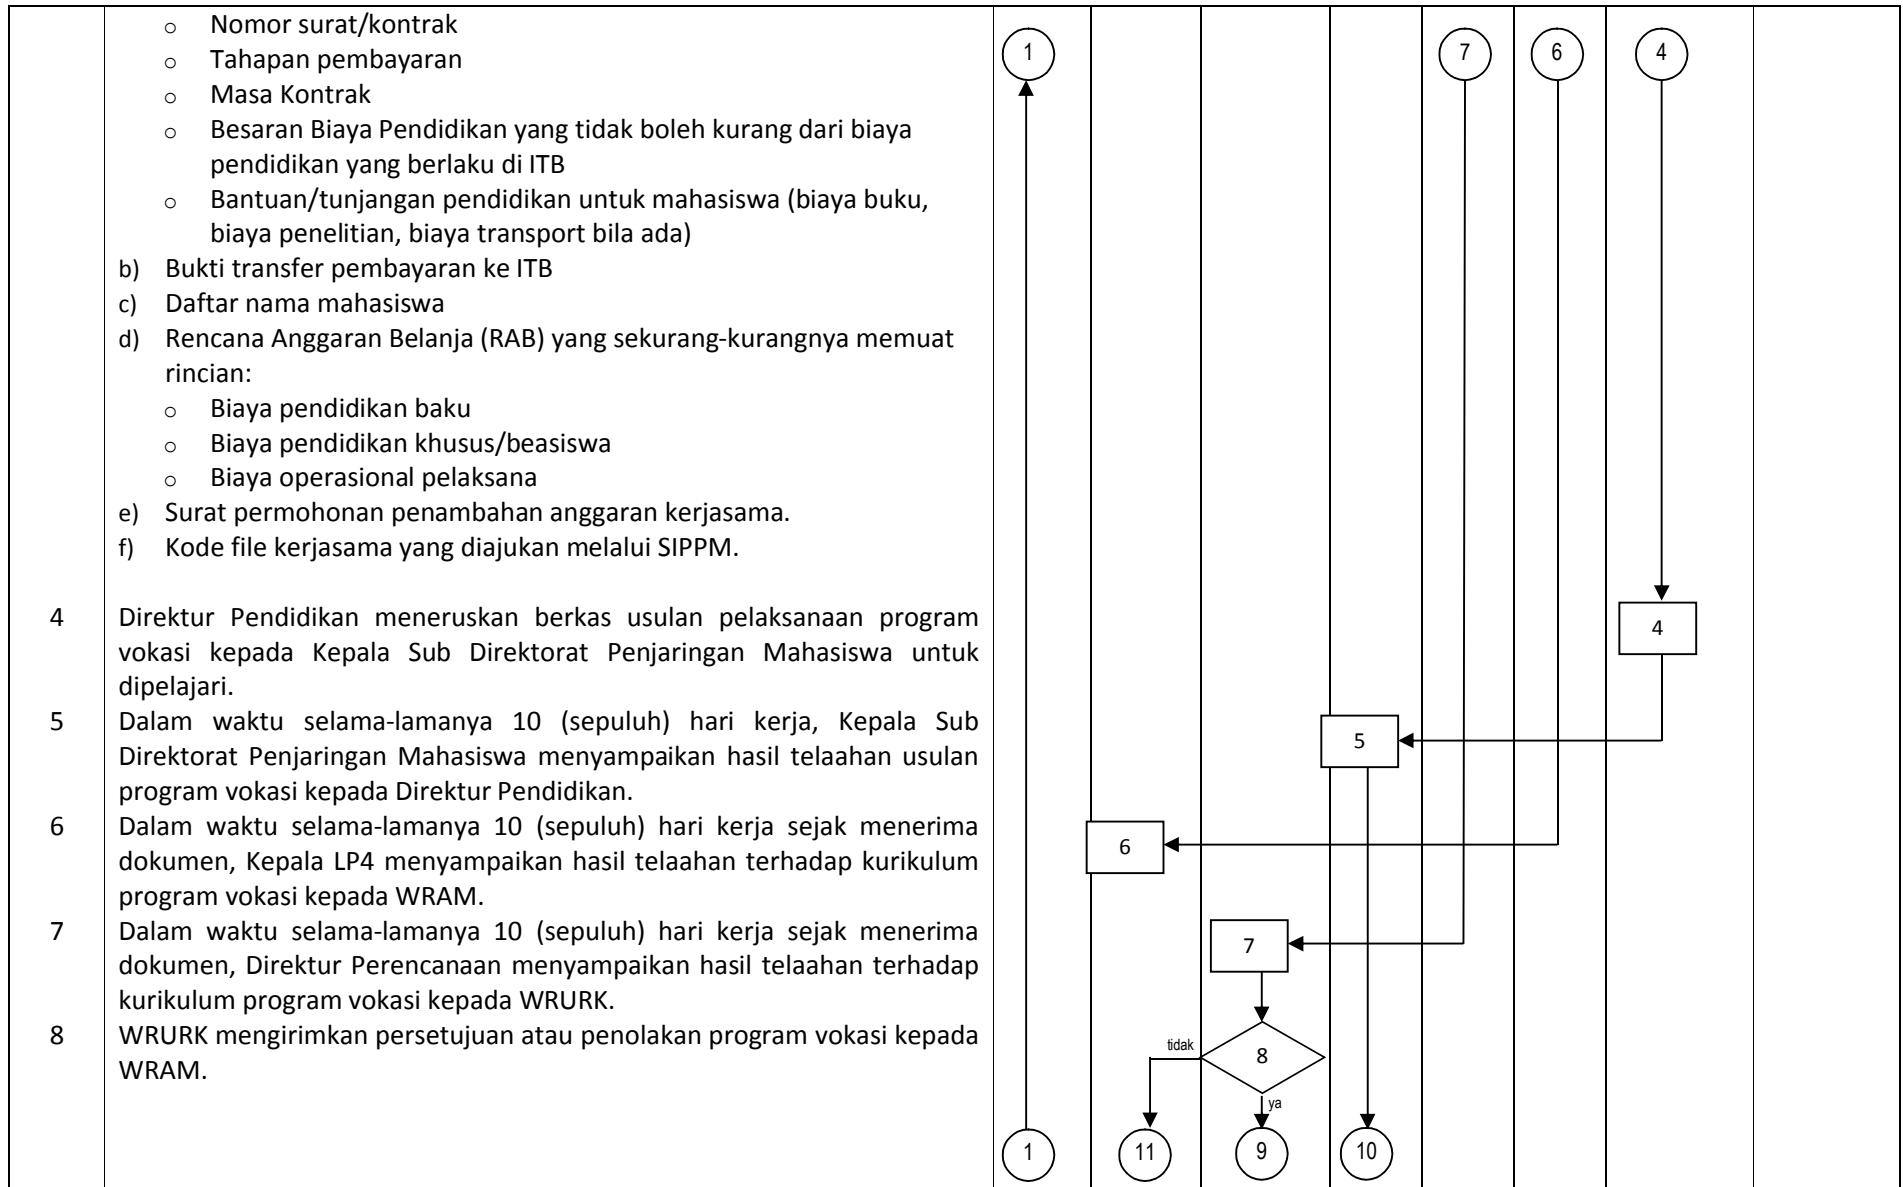 o Nomor surat/kontrak
o Tahapan pembayaran
o Masa Kontrak
o Besaran Biaya Pendidikan yang tidak boleh kurang dari biaya
pendidikan yang berlaku di ITB
o Bantuan/tunjangan pendidikan untuk mahasiswa (biaya buku,
biaya penelitian, biaya transport bila ada)
b) Bukti transfer pembayaran ke ITB
c) Daftar nama mahasiswa
d) Rencana Anggaran Belanja (RAB) yang sekurang-kurangnya memuat
rincian:
o Biaya pendidikan baku
o Biaya pendidikan khusus/beasiswa
o Biaya operasional pelaksana
e) Surat permohonan penambahan anggaran kerjasama.
f) Kode file kerjasama yang diajukan melalui SIPPM.
4 Direktur Pendidikan meneruskan berkas usulan pelaksanaan program
vokasi kepada Kepala Sub Direktorat Penjaringan Mahasiswa untuk
dipelajari.
5 Dalam waktu selama-lamanya 10 (sepuluh) hari kerja, Kepala Sub
Direktorat Penjaringan Mahasiswa menyampaikan hasil telaahan usulan
program vokasi kepada Direktur Pendidikan.
6 Dalam waktu selama-lamanya 10 (sepuluh) hari kerja sejak menerima
dokumen, Kepala LP4 menyampaikan hasil telaahan terhadap kurikulum
program vokasi kepada WRAM.
7 Dalam waktu selama-lamanya 10 (sepuluh) hari kerja sejak menerima
dokumen, Direktur Perencanaan menyampaikan hasil telaahan terhadap
kurikulum program vokasi kepada WRURK.
8 WRURK mengirimkan persetujuan atau penolakan program vokasi kepada
WRAM.
1 7 6 4
4
5
6
7
tidak 8
ya
1 11 9 10